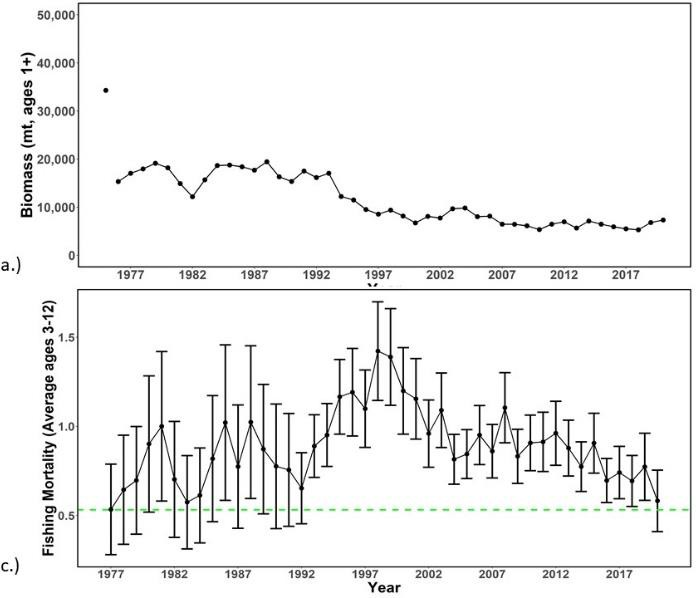 50,000
40,000
30,000
20,000
10,000
0
Biomass (mt, ages 1+)
1977 1982 1987 1992 1997 2002 2007 2012 2017
a.)
1.5
1.0
0.5
Fishing Mortality (Average ages 3-12)
1977 1982 1987 1992 1997 2002 2007 2012 2017
c.)
Year